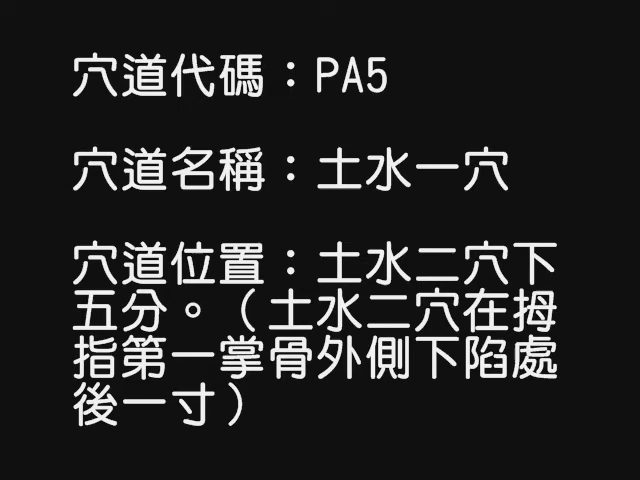 穴道代碼：PA5
穴道名稱：土水一穴
穴道位置：土水二穴下
五分。（土水二穴在拇
指第一掌骨外側下陷處
後一寸）